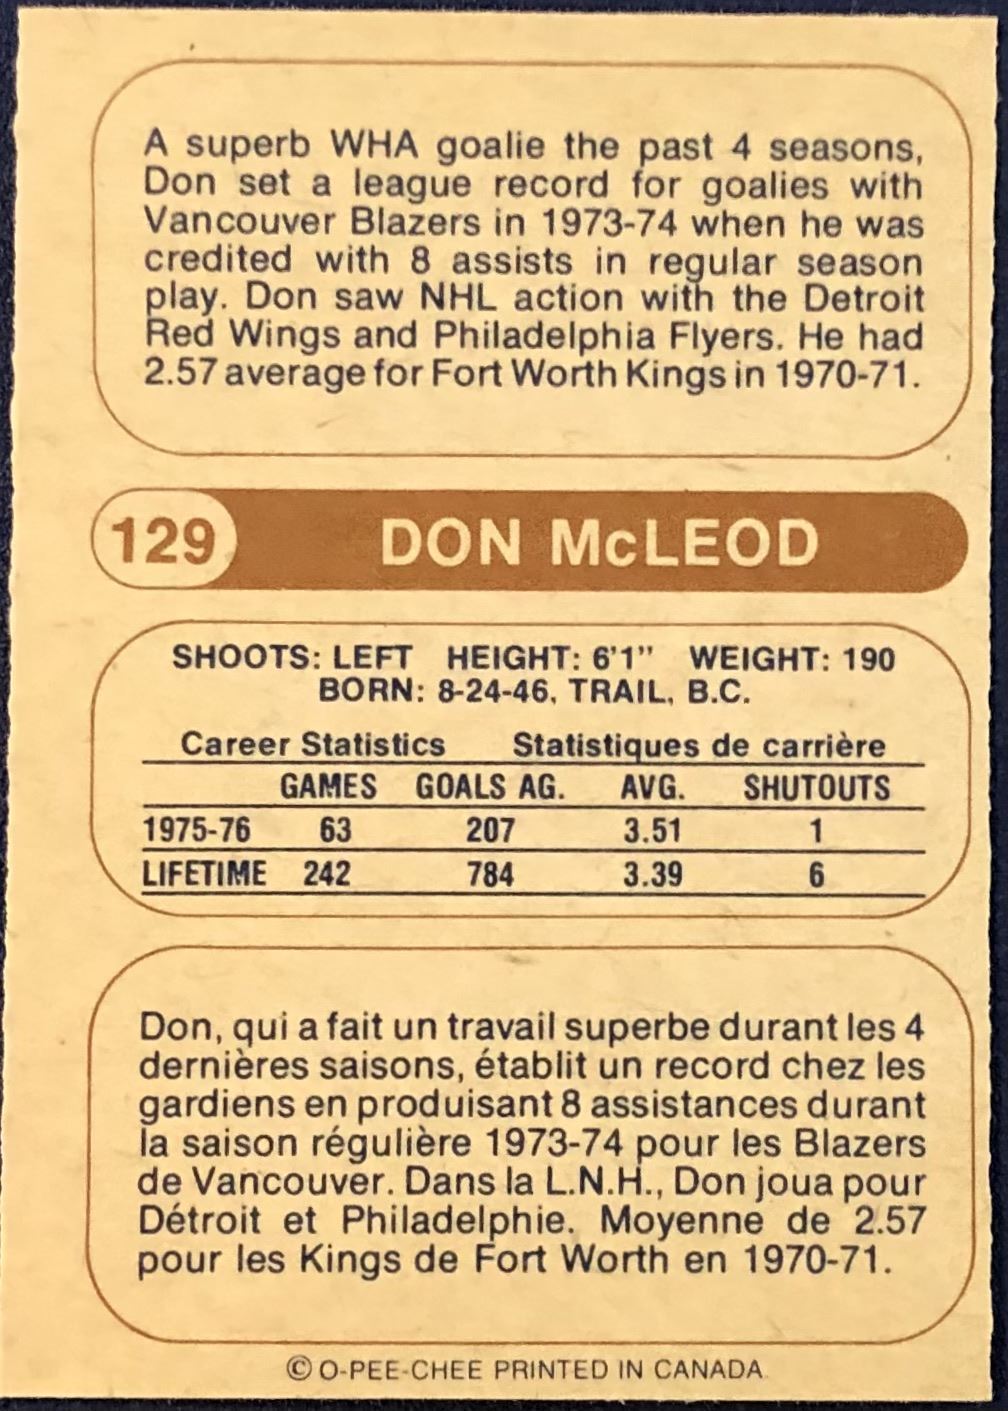 A superb WHA goalie the past 4 seasons,
Don set a league record for goalies with
Vancouver Blazers in 1973-74 when he was
credited with 8 assists in regular season
play. Don saw NHL action with the Detroit
Red Wings and Philadelphia Flyers. He had
2.57 average for Fort Worth Kings in 1970-71.
129 DON McLEOD
SHOOTS: LEFT HEIGHT: 6'1" WEIGHT: 190
BORN: 8-24-46, TRAIL, B.C.
Career Statistics Statistiques de carrière
GAMES GOALS AG. AVG. SHUTOUTS
1975-76 63 207 3.51 1
LIFETIME 242 784 3.39 6
Don, qui a fait un travail superbe durant les 4
dernières saisons, établit un record chez les
gardiens en produisant 8 assistances durant
la saison régulière 1973-74 pour les Blazers
de Vancouver. Dans la L.N.H., Don joua pour
Détroit et Philadelphie. Moyenne de 2.57
pour les Kings de Fort Worth en 1970-71.
© O-PEE-CHEE PRINTED IN CANADA